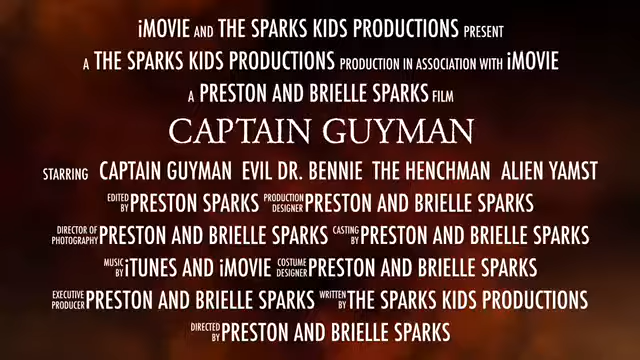 iMOVIE AND THE SPARKS KIDS PRODUCTIONS PRESENT
A THE SPARKS KIDS PRODUCTIONS PRODUCTION IN ASSOCIATION WITH iMOVIE
A PRESTON AND BRIELLE SPARKS FILM
CAPTAIN GUYMAN
STARRING CAPTAIN GUYMAN EVIL DR. BENNIE THE HENCHMAN ALIEN YAMST
EDITED BY PRESTON SPARKS PRODUCTION DESIGNER PRESTON AND BRIELLE SPARKS
DIRECTOR OF PHOTOGRAPHY PRESTON AND BRIELLE SPARKS CASTING BY PRESTON AND BRIELLE SPARKS
MUSIC BY iTUNES AND iMOVIE COSTUME DESIGNER PRESTON AND BRIELLE SPARKS
EXECUTIVE PRODUCER PRESTON AND BRIELLE SPARKS WRITTEN BY THE SPARKS KIDS PRODUCTIONS
DIRECTED BY PRESTON AND BRIELLE SPARKS